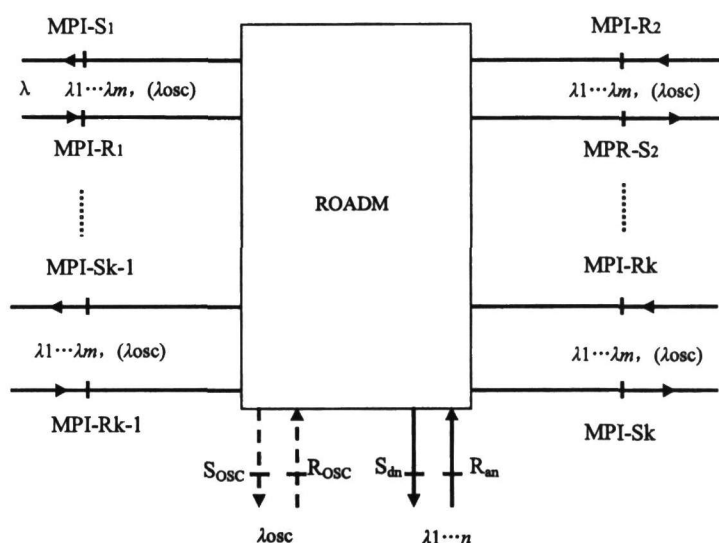 MPI-S1
MPI-R2
λ
λ1···λm, (λosc)
λ1···λm, (λosc)
MPI-R1
MPR-S2
ROADM
MPI-Sk-1
MPI-Rk
λ1···λm, (λosc)
λ1···λm, (λosc)
MPI-Rk-1
MPI-Sk
SOSC
ROSC
Sdn
Ran
λosc
λ1···n